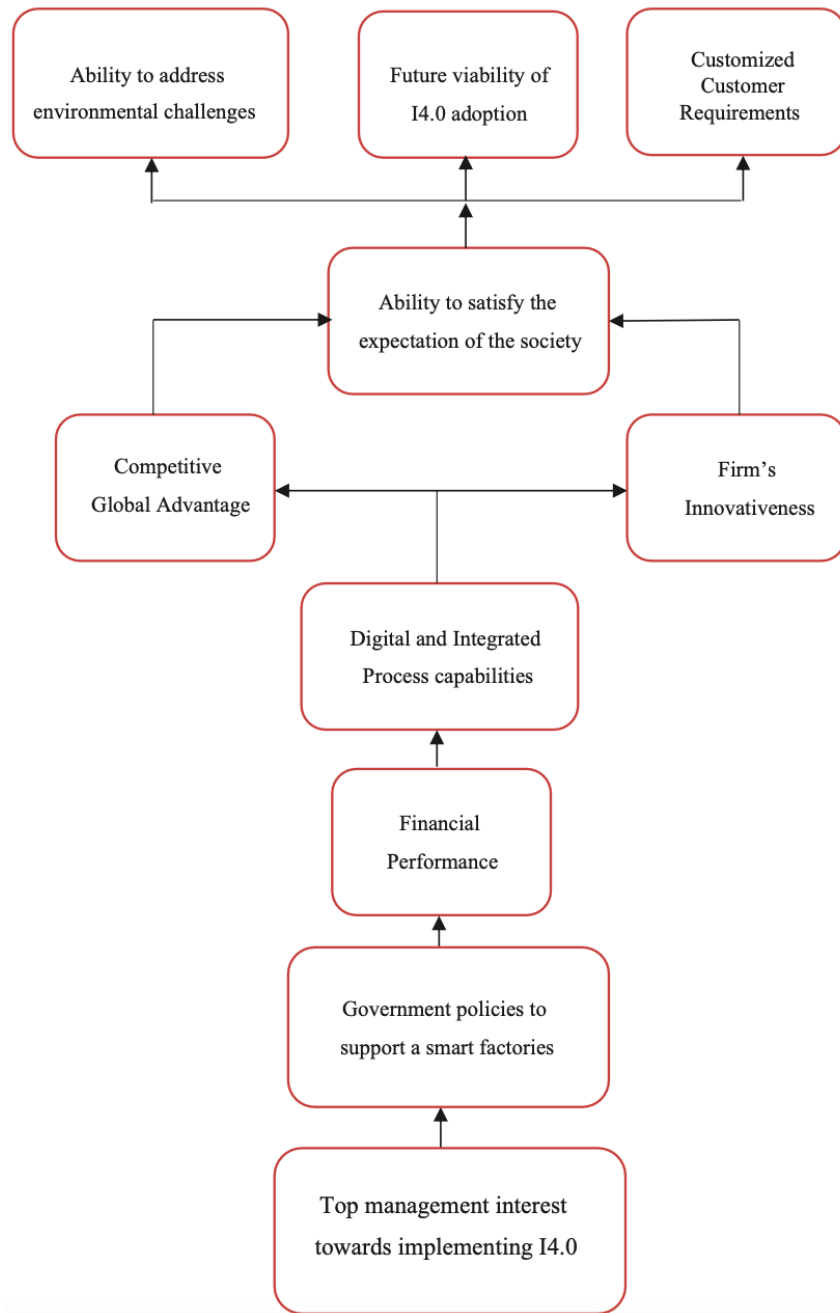 Ability to address
environmental challenges
Future viability of
I4.0 adoption
Customized
Customer
Requirements
Ability to satisfy the
expectation of the society
Competitive
Global Advantage
Firm’s
Innovativeness
Digital and Integrated
Process capabilities
Financial
Performance
Government policies to
support a smart factories
Top management interest
towards implementing I4.0